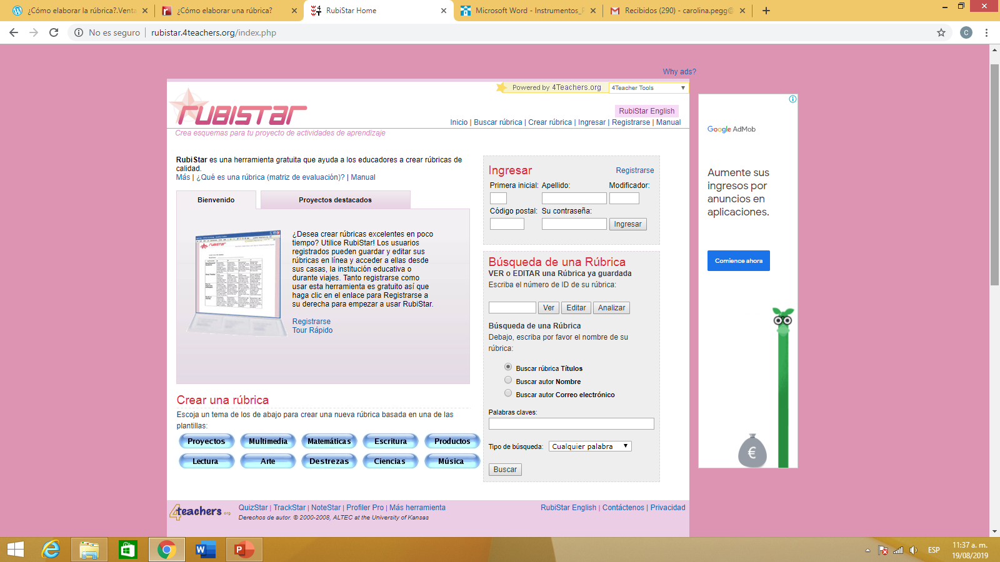 ¿Cómo elaborar la rúbrica?.Venta
¿Cómo elaborar una rúbrica?
RubiStar Home
Microsoft Word - Instrumentos_P
Recibidos (290) - carolina.pegg@
No es seguro
rubistar.4teachers.org/index.php
C
Why ads?
Powered by 4Teachers.org
4Teacher Tools
RUBISTAR
RubiStar English
Inicio | Buscar rúbrica | Crear rúbrica | Ingresar | Registrarse | Manual
Crea esquemas para tu proyecto de actividades de aprendizaje
RubiStar es una herramienta gratuita que ayuda a los educadores a crear rúbricas de
calidad.
Más | ¿Qué es una rúbrica (matriz de evaluación)? | Manual
Bienvenido
Proyectos destacados
¿Desea crear rúbricas excelentes en poco
tiempo? Utilice RubiStar! Los usuarios
registrados pueden guardar y editar sus
rúbricas en línea y acceder a ellas desde
sus casas, la institución educativa o
durante viajes. Tanto registrarse como
usar esta herramienta es gratuito así que
haga clic en el enlace para Registrarse a
su derecha para empezar a usar RubiStar.
Registrarse
Tour Rápido
Crear una rúbrica
Escoja un tema de los de abajo para crear una nueva rúbrica basada en una de las
plantillas:
Proyectos Multimedia Matemáticas Escritura Productos
Lectura Arte Destrezas Ciencias Música
Ingresar
Registrarse
Primera inicial: Apellido: Modificador:
Código postal: Su contraseña:
Ingresar
Búsqueda de una Rúbrica
VER o EDITAR una Rúbrica ya guardada
Escriba el número de ID de su rúbrica:
Ver Editar Analizar
Búsqueda de una Rúbrica
Debajo, escriba por favor el nombre de su
rúbrica:
Buscar rúbrica Títulos
Buscar autor Nombre
Buscar autor Correo electrónico
Palabras claves:
Tipo de búsqueda: Cualquier palabra
Buscar
Google AdMob
Aumente sus
ingresos por
anuncios en
aplicaciones.
Comience ahora
€
4teachers.org
QuizStar | TrackStar | NoteStar | Profiler Pro | Más herramienta
Derechos de autor. © 2000-2008, ALTEC at the University of Kansas
RubiStar English | Contáctenos | Privacidad
ESP
11:37 a. m.
19/08/2019